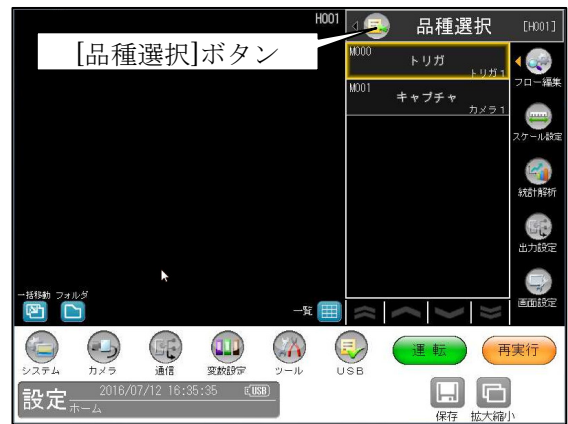 H001
品種選択 [H001]
[品種選択]ボタン
M000
トリガ
トリガ1
M001
キャプチャ
カメラ1
フロー編集
スケール設定
統計解析
出力設定
画面設定
一括移動 フォルダ
一覧
システム カメラ 通信 変数設定 ツール USB
運転 再実行
設定 2016/07/12 16:35:35
ホーム
保存 拡大縮小